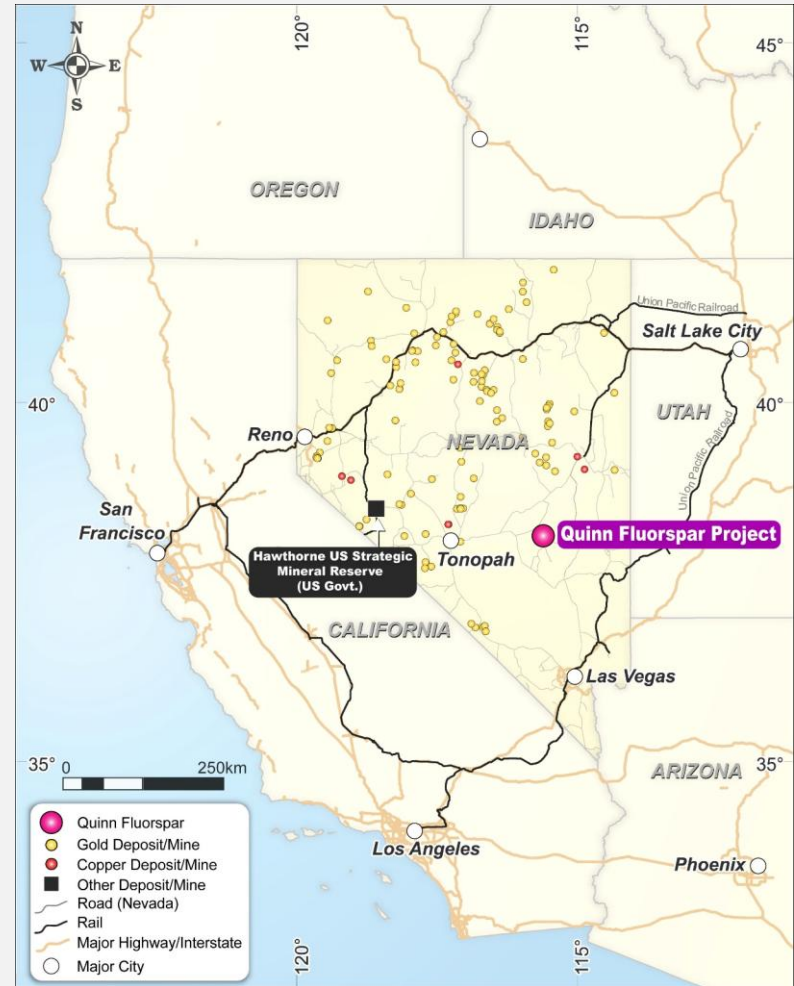 N
W E
S
120°
115°
45°
OREGON
IDAHO
Union Pacific Railroad
Salt Lake City
40°
40°
UTAH
Reno
NEVADA
Union Pacific Railroad
San
Francisco
Quinn Fluorspar Project
Tonopah
Hawthorne US Strategic
Mineral Reserve
(US Govt.)
CALIFORNIA
Las Vegas
35°
35°
0 250km
ARIZONA
Quinn Fluorspar
Gold Deposit/Mine
Copper Deposit/Mine
Other Deposit/Mine
Road (Nevada)
Rail
Major Highway/Interstate
Major City
Los Angeles
Phoenix
120°
115°